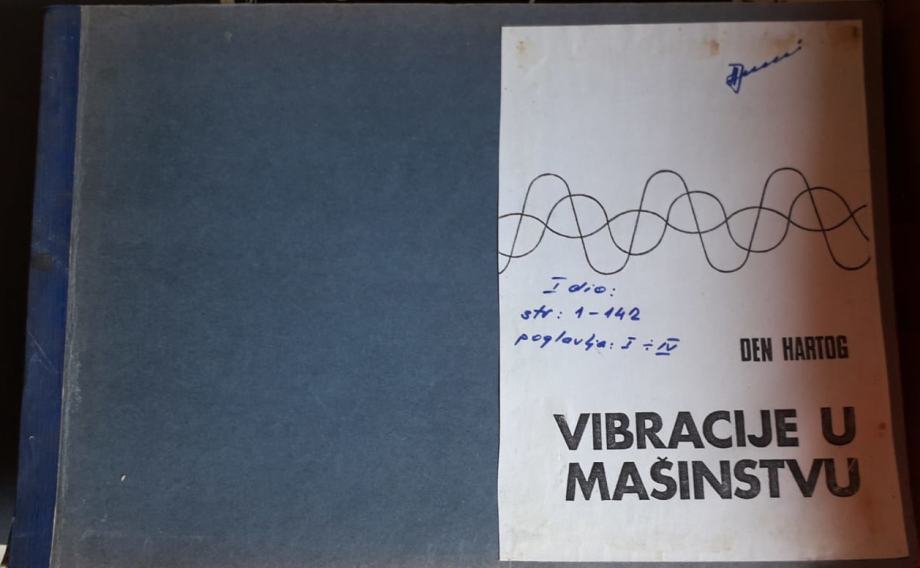 I dio:
str: 1-142
poglavlja: I ÷ IV
DEN HARTOG
VIBRACIJE U
MAŠINSTVU